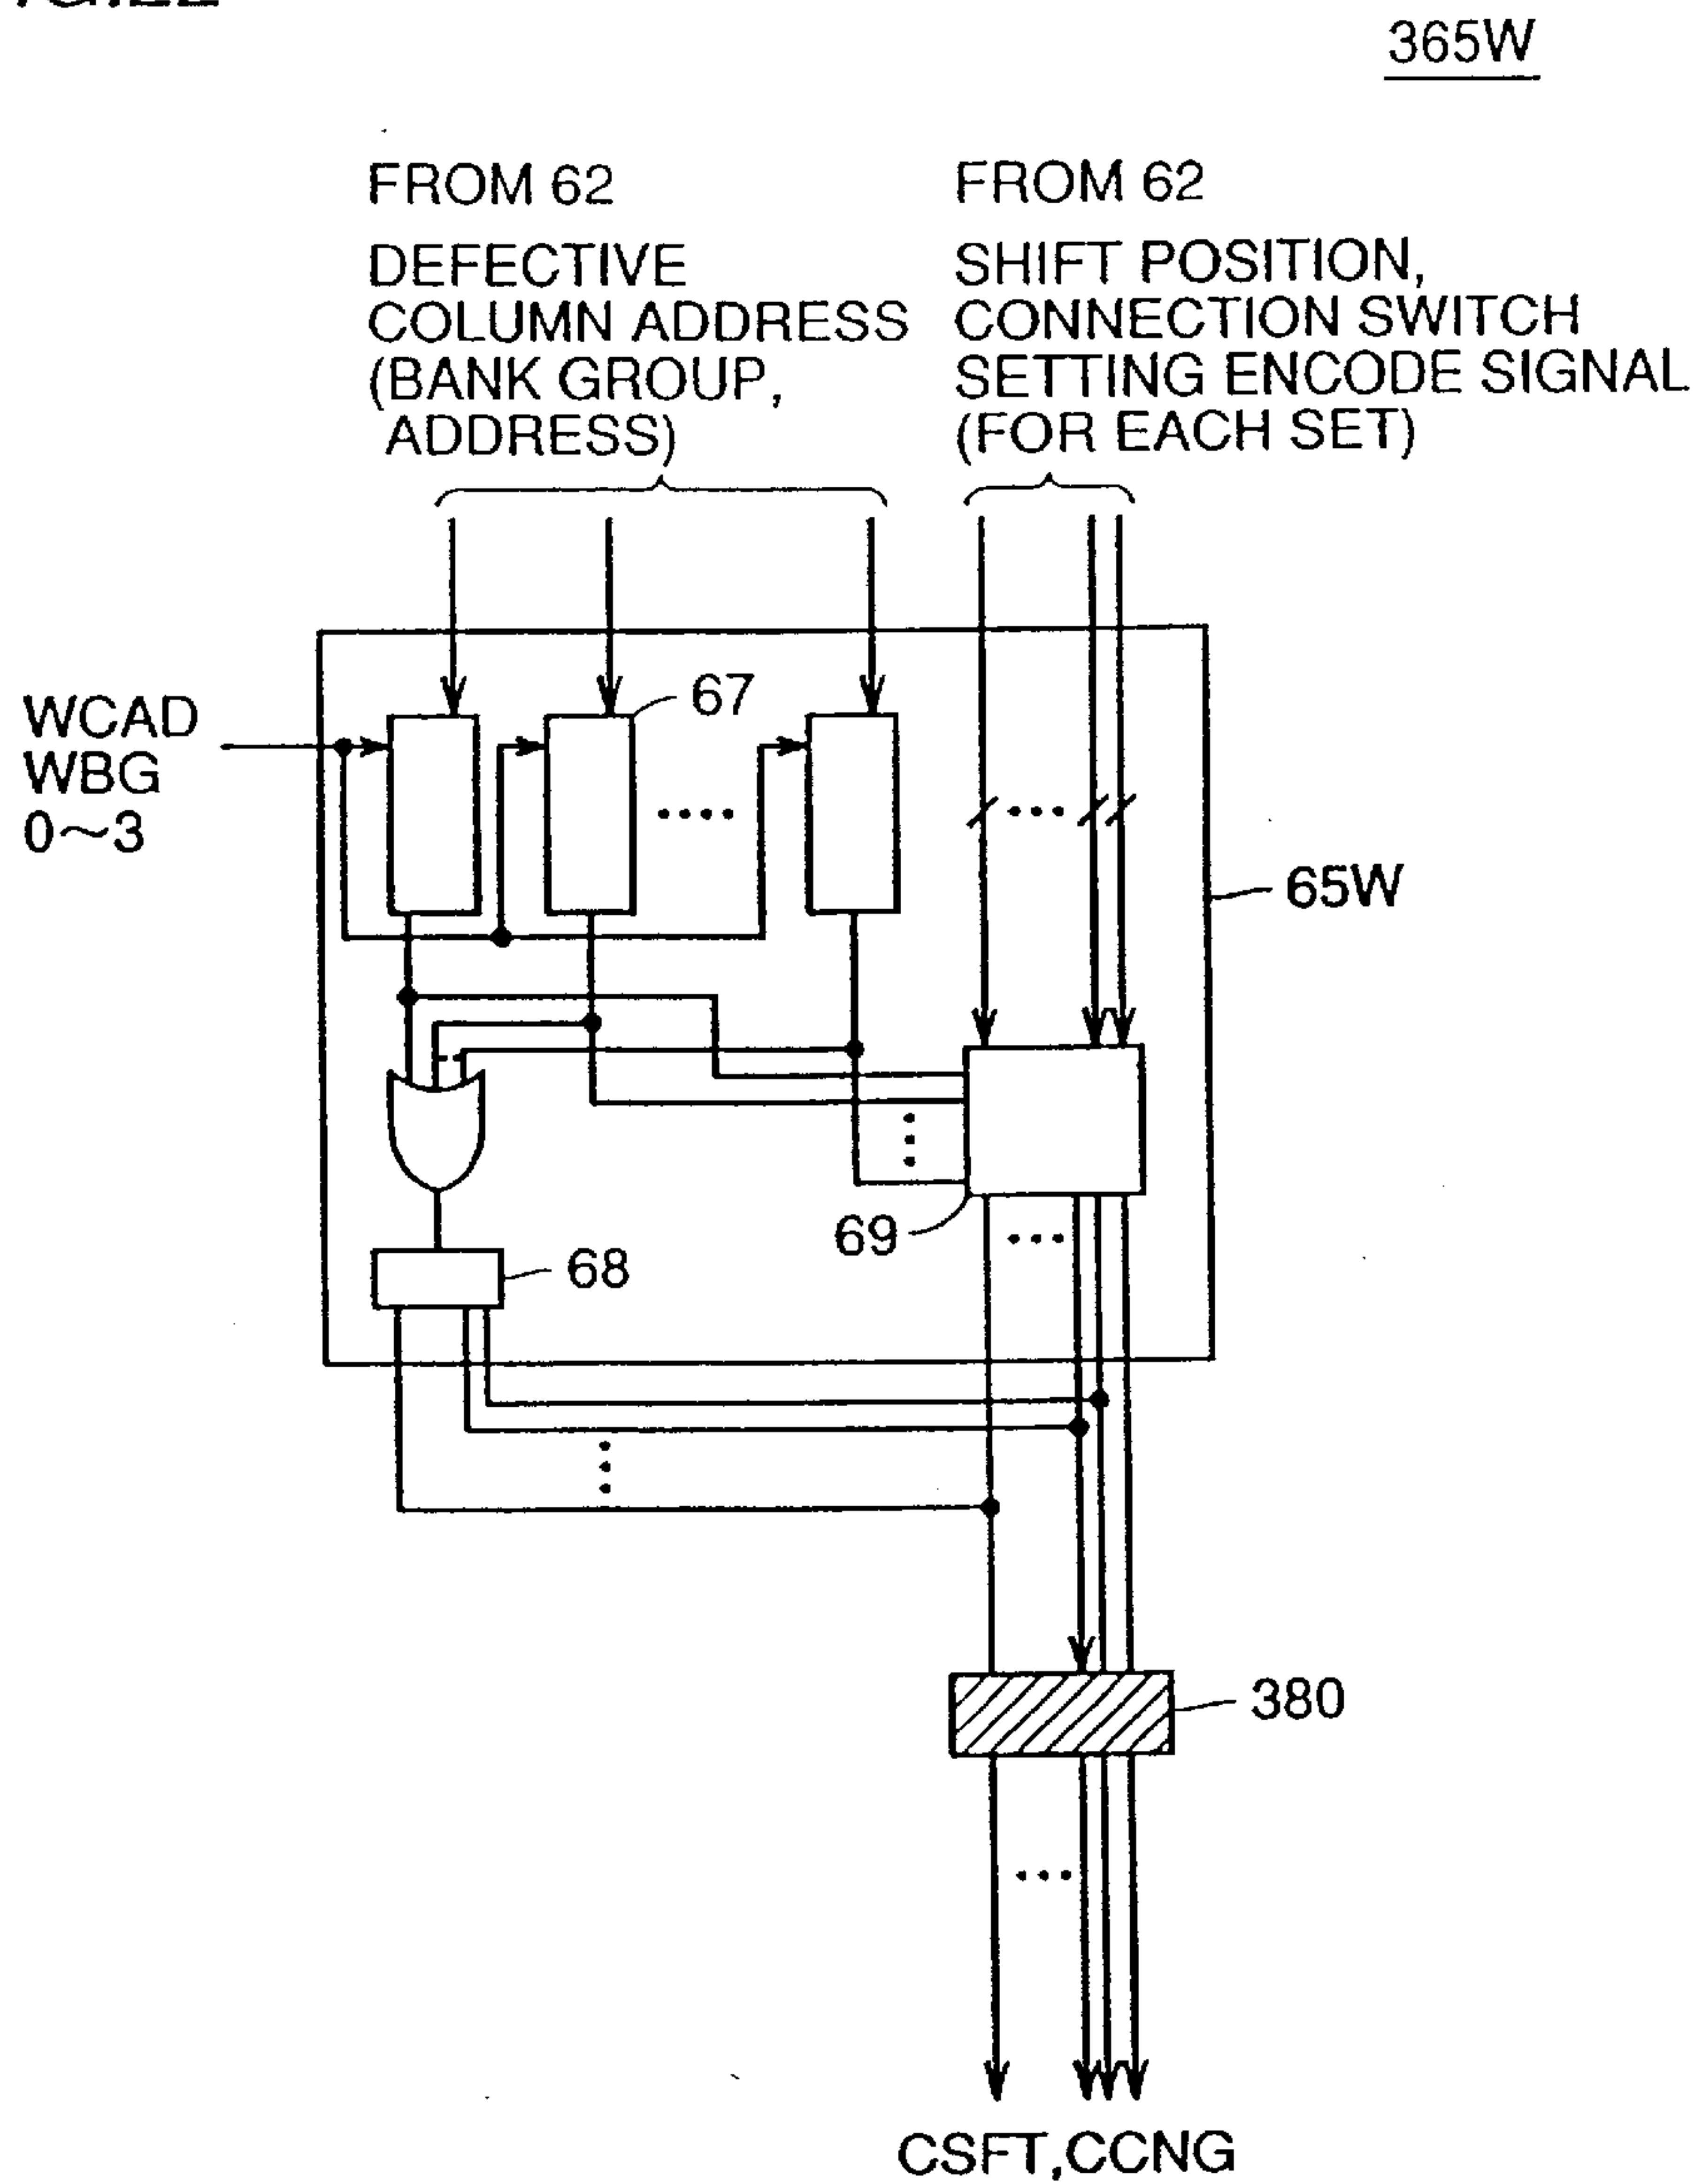 365W
FROM 62
DEFECTIVE
COLUMN ADDRESS
(BANK GROUP,
ADDRESS)
FROM 62
SHIFT POSITION,
CONNECTION SWITCH
SETTING ENCODE SIGNAL
(FOR EACH SET)
WCAD
WBG
0～3
67
65W
69
68
380
CSFT,CCNG